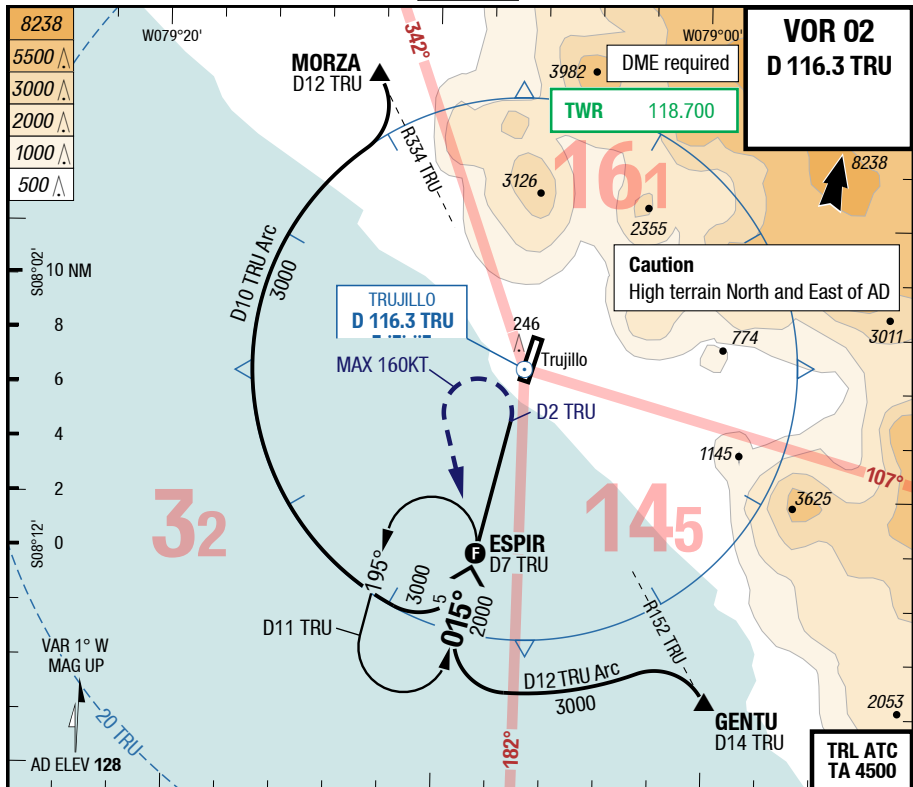 8238
5500
3000
2000
1000
500
W079°20'
W079°00'
342°
MORZA
D12 TRU
3982
DME required
VOR 02
D 116.3 TRU
TWR 118.700
R334 TRU
3126
161
2355
8238
Caution
High terrain North and East of AD
D10 TRU Arc
3000
S08°02'
10 NM
8
6
4
2
0
S08°12'
TRUJILLO
D 116.3 TRU
246
Trujillo
774
3011
MAX 160KT
D2 TRU
1145
107°
3625
32
145
ESPIR
D7 TRU
F
195°
3000
5
015°
2000
D11 TRU
R152 TRU
D12 TRU Arc
3000
GENTU
D14 TRU
2053
VAR 1° W
MAG UP
20 TRU
AD ELEV 128
182°
TRL ATC
TA 4500